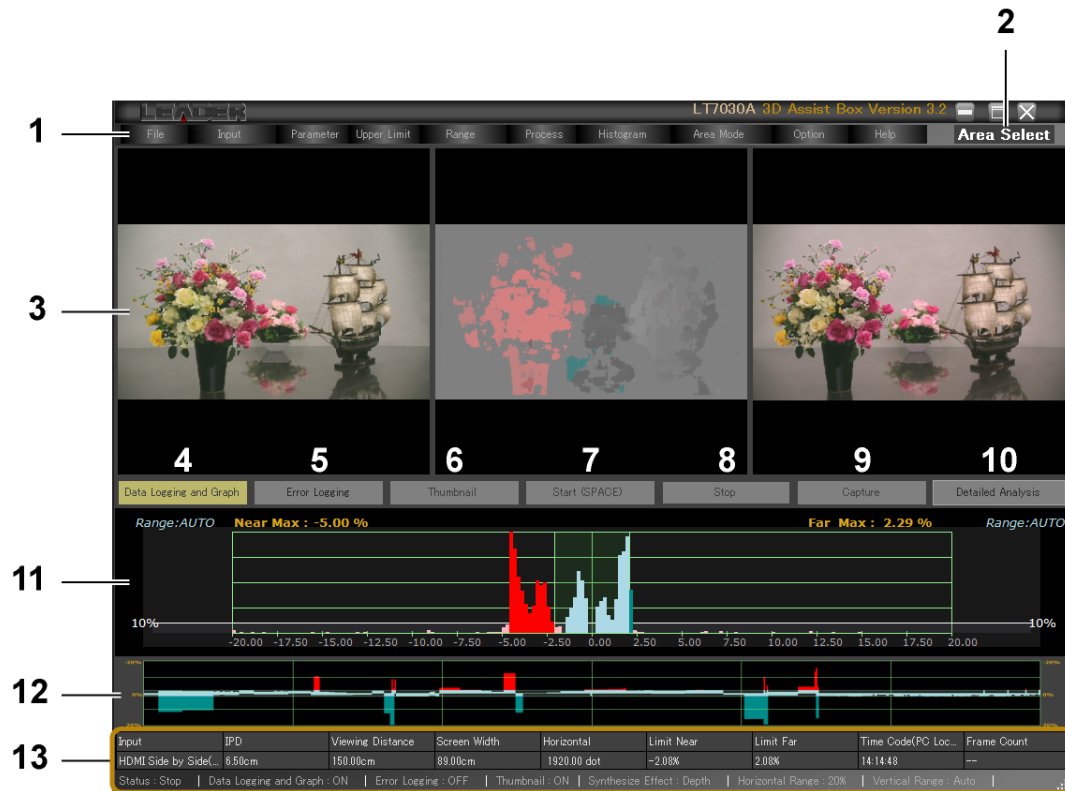 2
LEADER
LT7030A 3D Assist Box Version 3.2
1
File Input Parameter Upper Limit Range Process Histogram Area Mode Option Help Area Select
3
4 5 6 7 8 9 10
Data Logging and Graph Error Logging Thumbnail Start (SPACE) Stop Capture Detailed Analysis
Range:AUTO Near Max : -5.00 % Far Max : 2.29 % Range:AUTO
11
10% 10%
-20.00 -17.50 -15.00 -12.50 -10.00 -7.50 -5.00 -2.50 0.00 2.50 5.00 7.50 10.00 12.50 15.00 17.50 20.00
-20% -20%
12
0% 0%
20% 20%
13
Input IPD Viewing Distance Screen Width Horizontal Limit Near Limit Far Time Code(PC Loc... Frame Count
HDMI Side by Side(... 6.50cm 150.00cm 89.00cm 1920.00 dot -2.08% 2.08% 14:14:48 --
Status : Stop | Data Logging and Graph : ON | Error Logging : OFF | Thumbnail : ON | Synthesize Effect : Depth | Horizontal Range : 20% | Vertical Range : Auto |